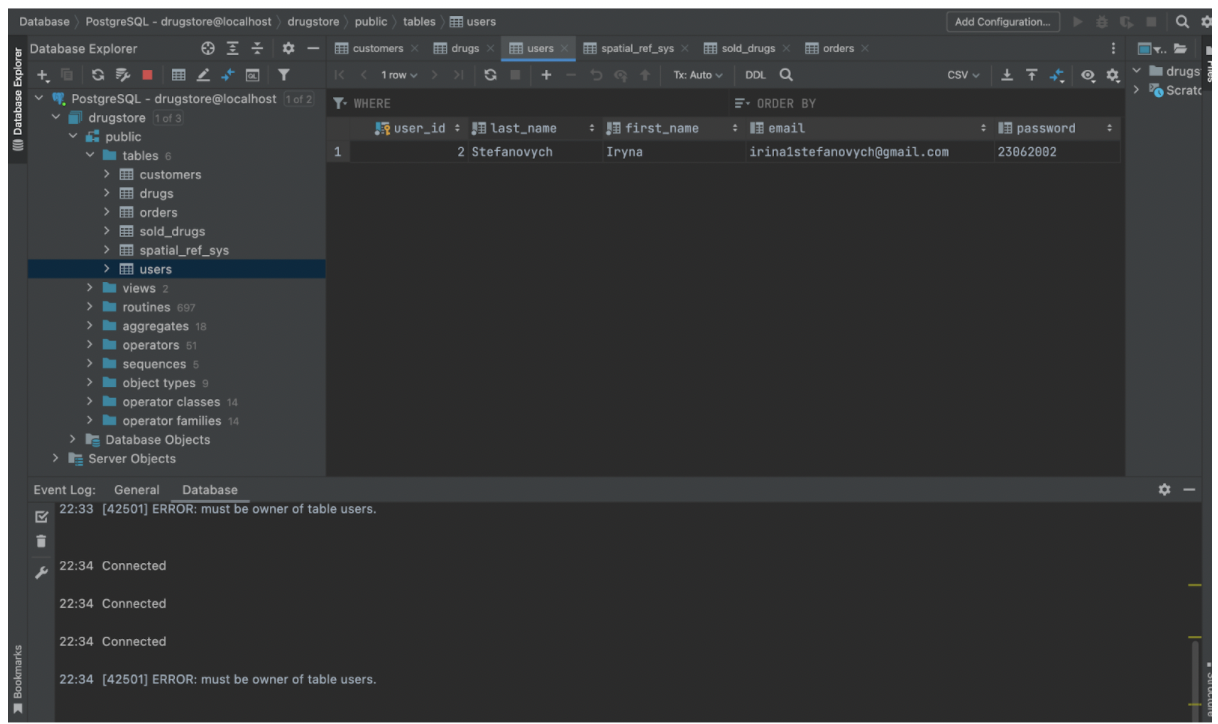 Database PostgreSQL - drugstore@localhost drugstore public tables users
Add Configuration...
Database Explorer
customers drugs users spatial_ref_sys sold_drugs orders
1 row Tx: Auto DDL CSV
PostgreSQL - drugstore@localhost 1 of 2
drugstore 1 of 3
public
tables 6
customers
drugs
orders
sold_drugs
spatial_ref_sys
users
views 2
routines 697
aggregates 18
operators 51
sequences 5
object types 9
operator classes 14
operator families 14
Database Objects
Server Objects
WHERE ORDER BY
user_id last_name first_name email password
1 2 Stefanovych Iryna irina1stefanovych@gmail.com 23062002
drugs
Scratc
Database Explorer
Files
Event Log: General Database
22:33 [42501] ERROR: must be owner of table users.
22:34 Connected
22:34 Connected
22:34 Connected
22:34 [42501] ERROR: must be owner of table users.
Bookmarks
Structure